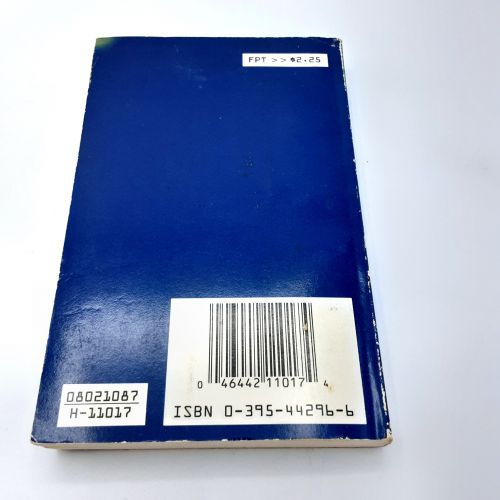 FPT >> $2.25
0 46442 11017 4
08021087
H-11017
ISBN 0-395-44296-6